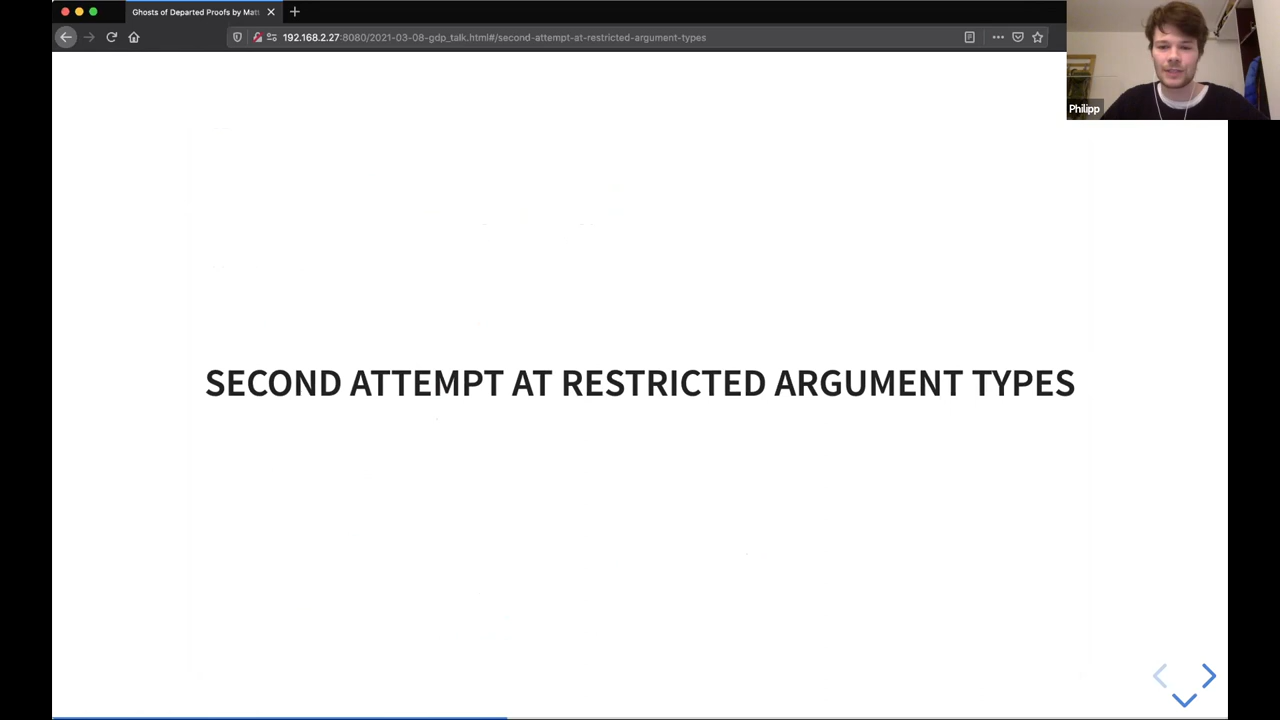 Ghosts of Departed Proofs by Mat
192.168.2.27:8080/2021-03-08-gdp_talk.html#/second-attempt-at-restricted-argument-types
Philipp
SECOND ATTEMPT AT RESTRICTED ARGUMENT TYPES